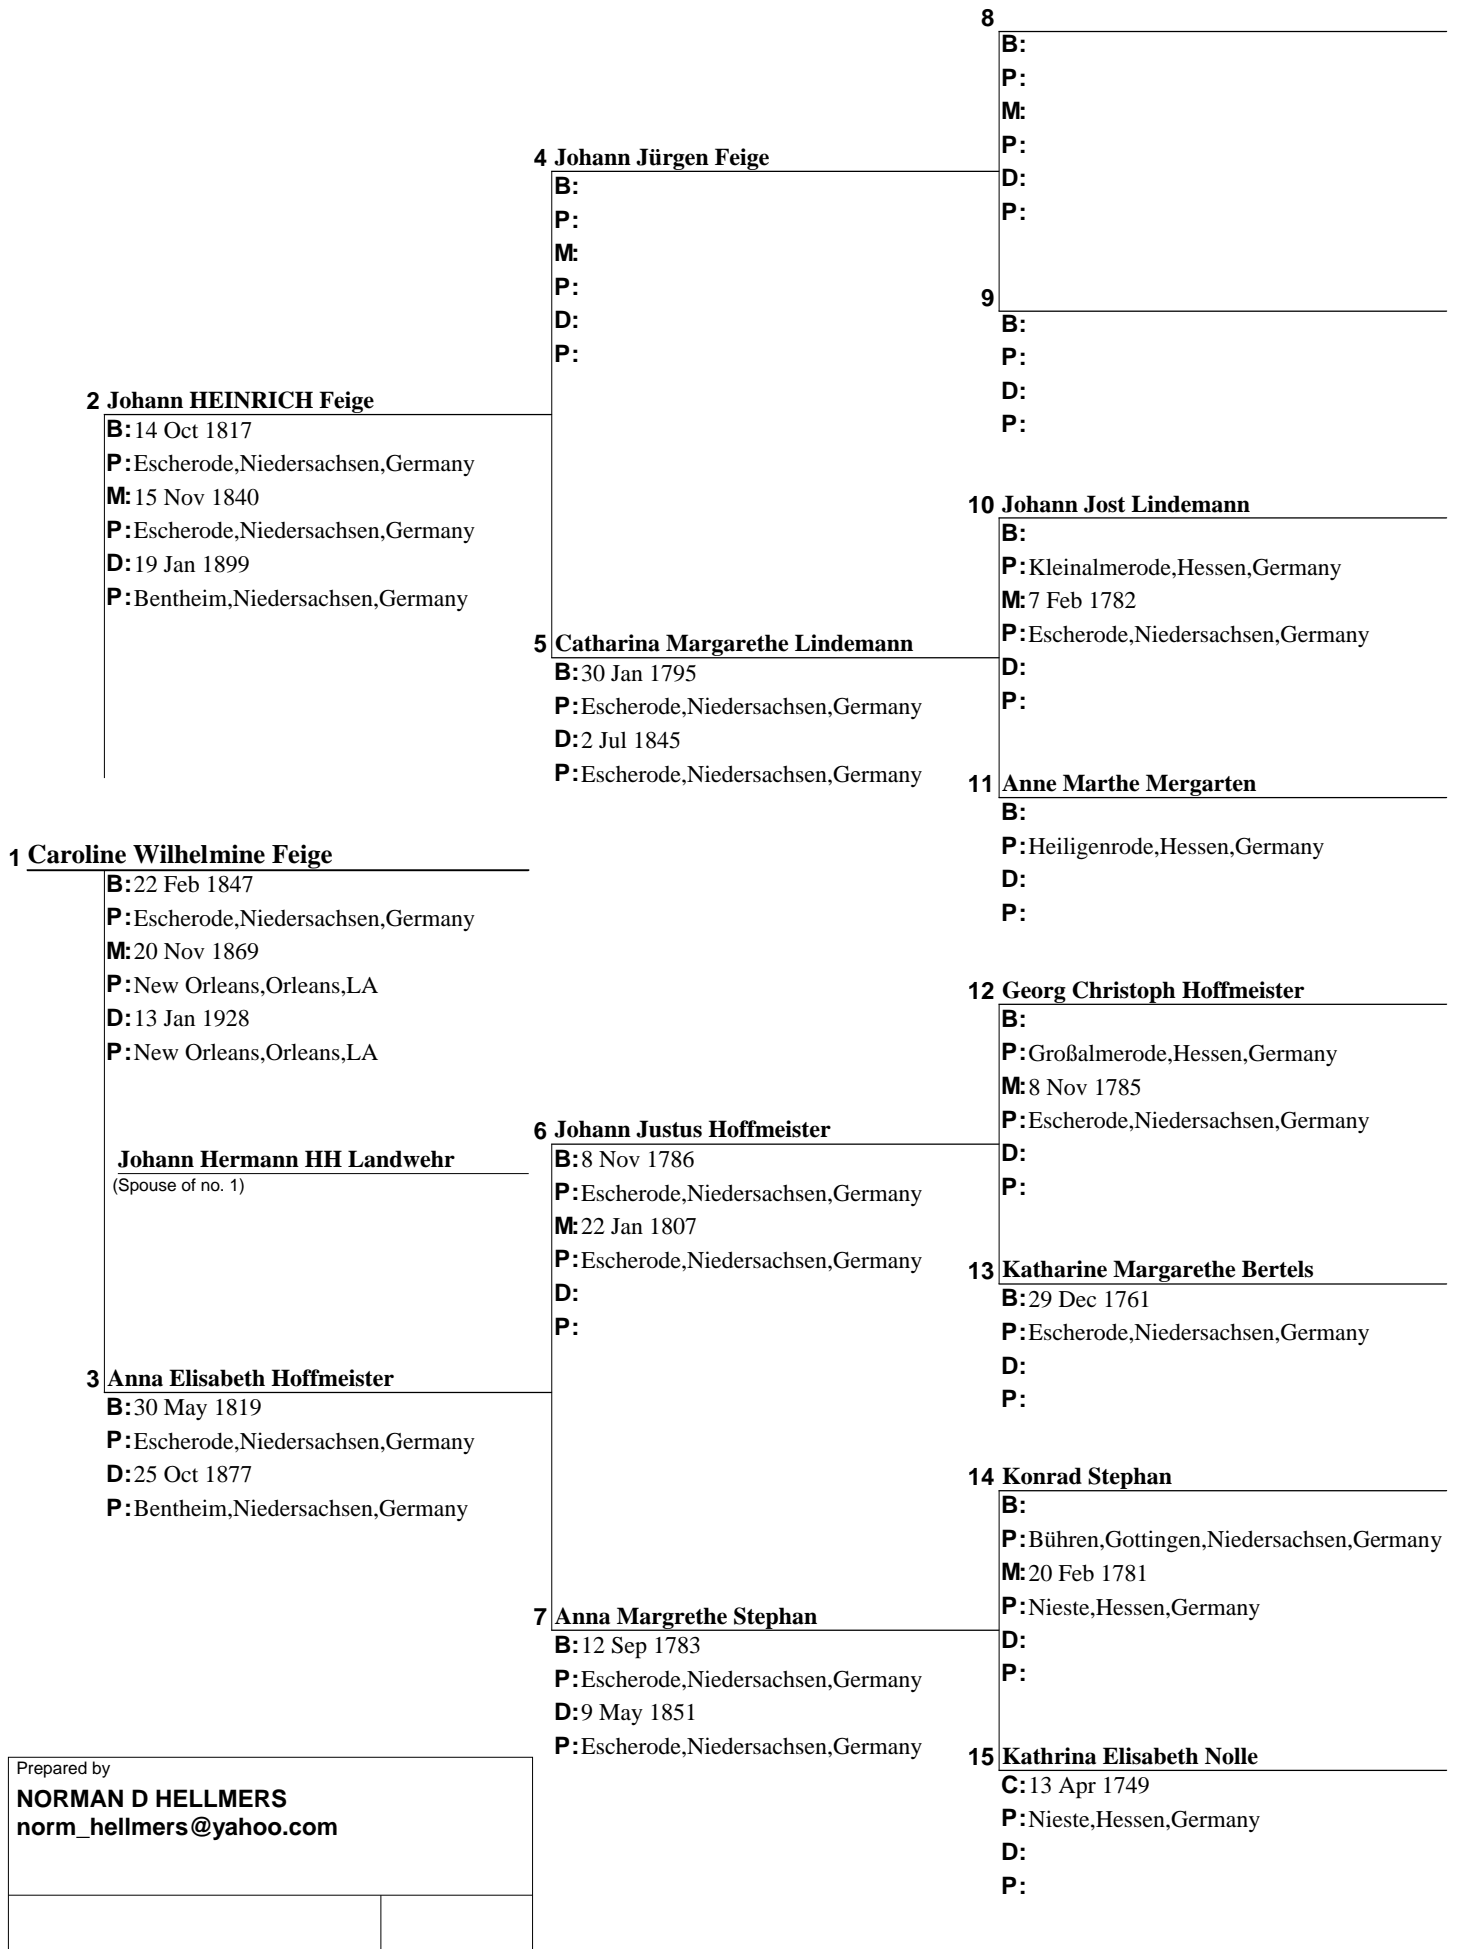 8
B:
P:
M:
P:
D:
P:
4 Johann Jürgen Feige
B:
P:
M:
P:
D:
P:
9
B:
P:
D:
P:
2 Johann HEINRICH Feige
B: 14 Oct 1817
P: Escherode,Niedersachsen,Germany
M: 15 Nov 1840
P: Escherode,Niedersachsen,Germany
D: 19 Jan 1899
P: Bentheim,Niedersachsen,Germany
10 Johann Jost Lindemann
B:
P: Kleinalmerode,Hessen,Germany
M: 7 Feb 1782
P: Escherode,Niedersachsen,Germany
D:
P:
5 Catharina Margarethe Lindemann
B: 30 Jan 1795
P: Escherode,Niedersachsen,Germany
D: 2 Jul 1845
P: Escherode,Niedersachsen,Germany
11 Anne Marthe Mergarten
B:
P: Heiligenrode,Hessen,Germany
D:
P:
1 Caroline Wilhelmine Feige
B: 22 Feb 1847
P: Escherode,Niedersachsen,Germany
M: 20 Nov 1869
P: New Orleans,Orleans,LA
D: 13 Jan 1928
P: New Orleans,Orleans,LA
12 Georg Christoph Hoffmeister
B:
P: Großalmerode,Hessen,Germany
M: 8 Nov 1785
P: Escherode,Niedersachsen,Germany
D:
P:
6 Johann Justus Hoffmeister
B: 8 Nov 1786
P: Escherode,Niedersachsen,Germany
M: 22 Jan 1807
P: Escherode,Niedersachsen,Germany
D:
P:
Johann Hermann HH Landwehr
(Spouse of no. 1)
13 Katharine Margarethe Bertels
B: 29 Dec 1761
P: Escherode,Niedersachsen,Germany
D:
P:
3 Anna Elisabeth Hoffmeister
B: 30 May 1819
P: Escherode,Niedersachsen,Germany
D: 25 Oct 1877
P: Bentheim,Niedersachsen,Germany
14 Konrad Stephan
B:
P: Bühren,Gottingen,Niedersachsen,Germany
M: 20 Feb 1781
P: Nieste,Hessen,Germany
D:
P:
7 Anna Margrethe Stephan
B: 12 Sep 1783
P: Escherode,Niedersachsen,Germany
D: 9 May 1851
P: Escherode,Niedersachsen,Germany
15 Kathrina Elisabeth Nolle
C: 13 Apr 1749
P: Nieste,Hessen,Germany
D:
P:
Prepared by
NORMAN D HELLMERS
norm_hellmers@yahoo.com